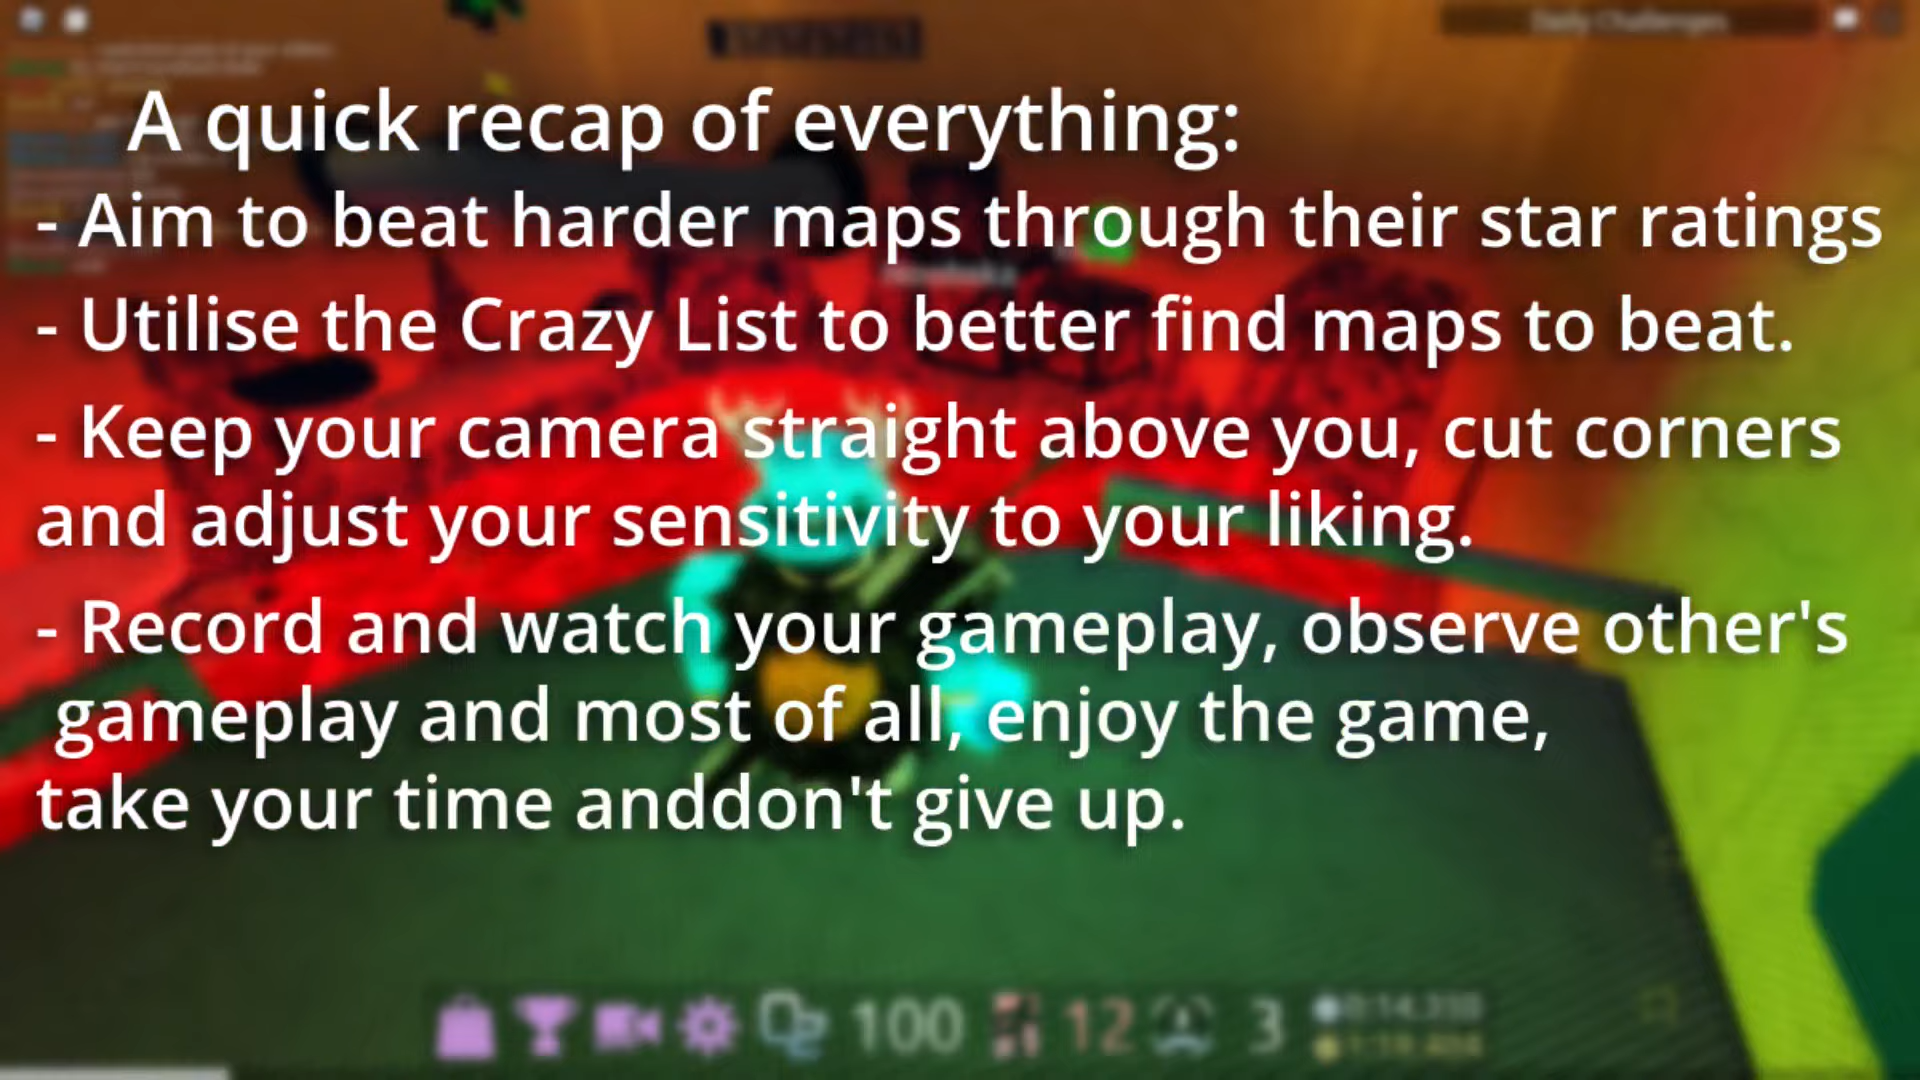 Daily Challenges
A quick recap of everything:
- Aim to beat harder maps through their star ratings
- Utilise the Crazy List to better find maps to beat.
- Keep your camera straight above you, cut corners
and adjust your sensitivity to your liking.
- Record and watch your gameplay, observe other's
gameplay and most of all, enjoy the game,
take your time anddon't give up.
100 12 3